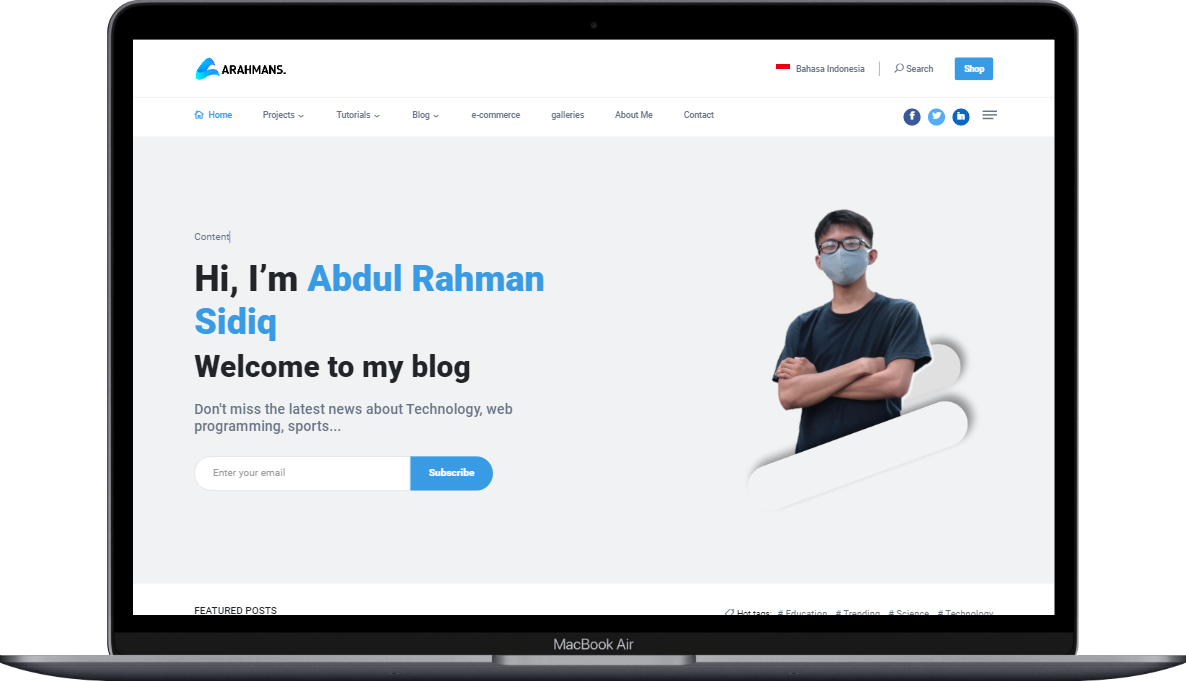 ARAHMANS.
Bahasa Indonesia
Search
Shop
Home
Projects
Tutorials
Blog
e-commerce
galleries
About Me
Contact
Content
Hi, I’m Abdul Rahman
Sidiq
Welcome to my blog
Don't miss the latest news about Technology, web
programming, sports...
Enter your email
Subscribe
FEATURED POSTS
Hot tags: # Education # Trending # Science # Technology
MacBook Air